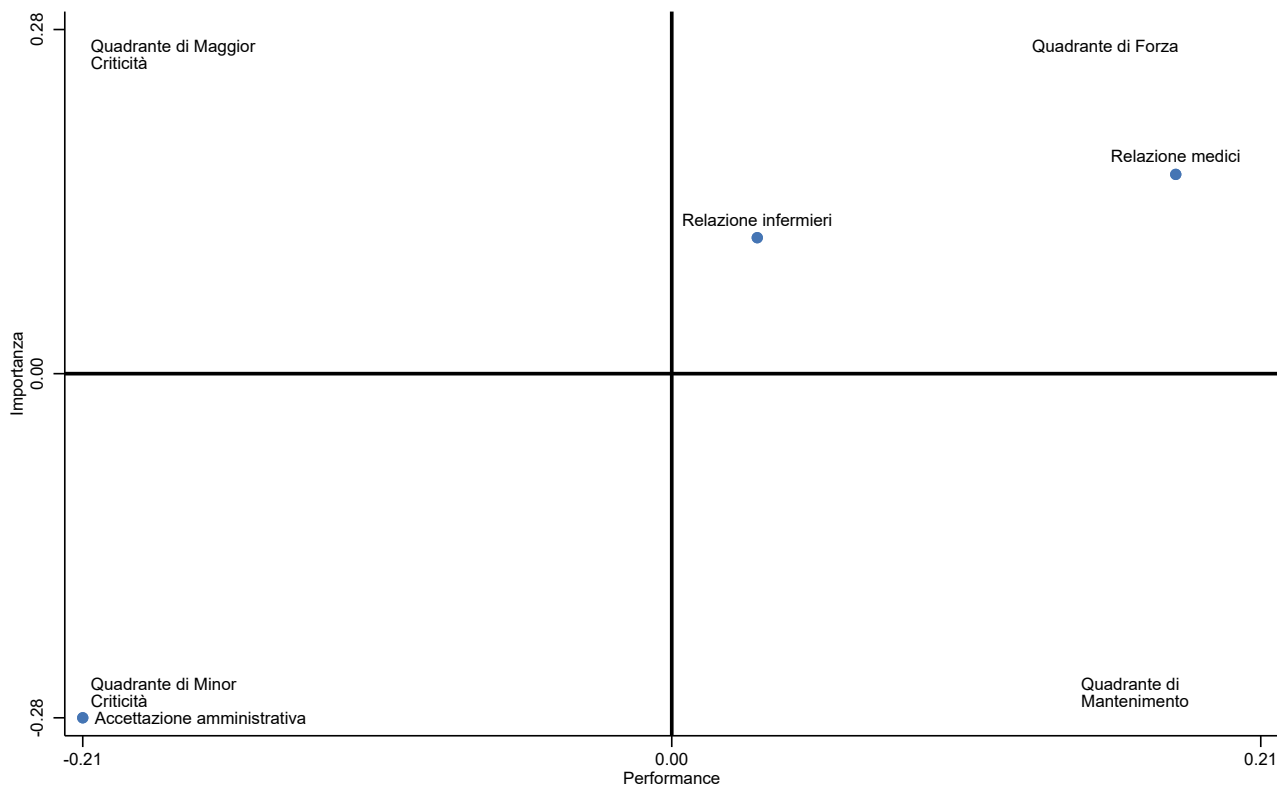 0.28
Quadrante di Maggior
Criticità
Quadrante di Forza
Relazione medici
Relazione infermieri
Importanza
0.00
Quadrante di Minor
Criticità
Quadrante di
Mantenimento
-0.28
Accettazione amministrativa
-0.21
0.00
0.21
Performance